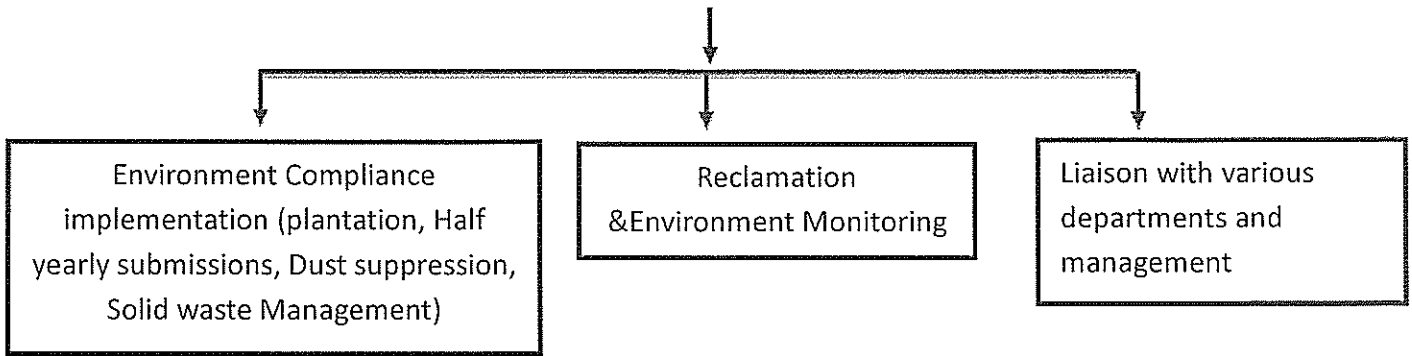 Environment Compliance
implementation (plantation, Half
yearly submissions, Dust suppression,
Solid waste Management)
Reclamation
&Environment Monitoring
Liaison with various
departments and
management